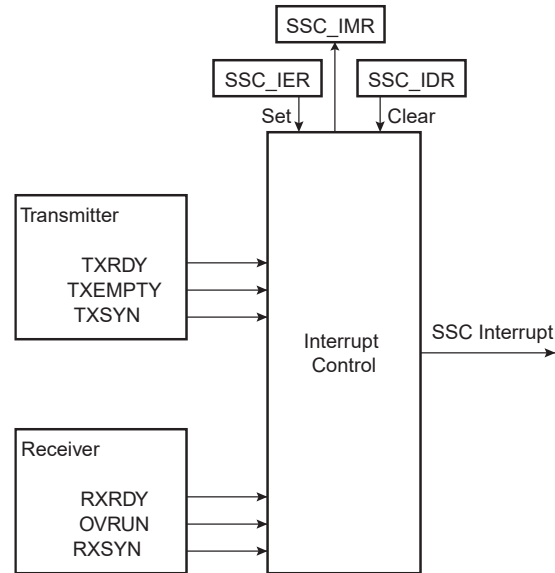 SSC_IMR
SSC_IER
SSC_IDR
Set
Clear
Transmitter
TXRDY
TXEMPTY
TXSYN
Interrupt
Control
SSC Interrupt
Receiver
RXRDY
OVRUN
RXSYN